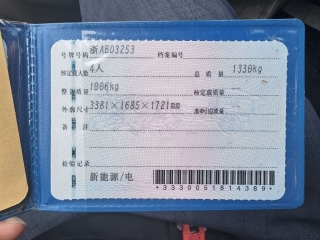 号牌号码 浙AB03253 档案编号
核定载人数 4人 总质量 1330kg
整备质量 1006kg 核定载质量 --
外廓尺寸 3381×1685×1721mm 准牵引总质量 --
备注
检验记录
新能源/电
*3330051814389*